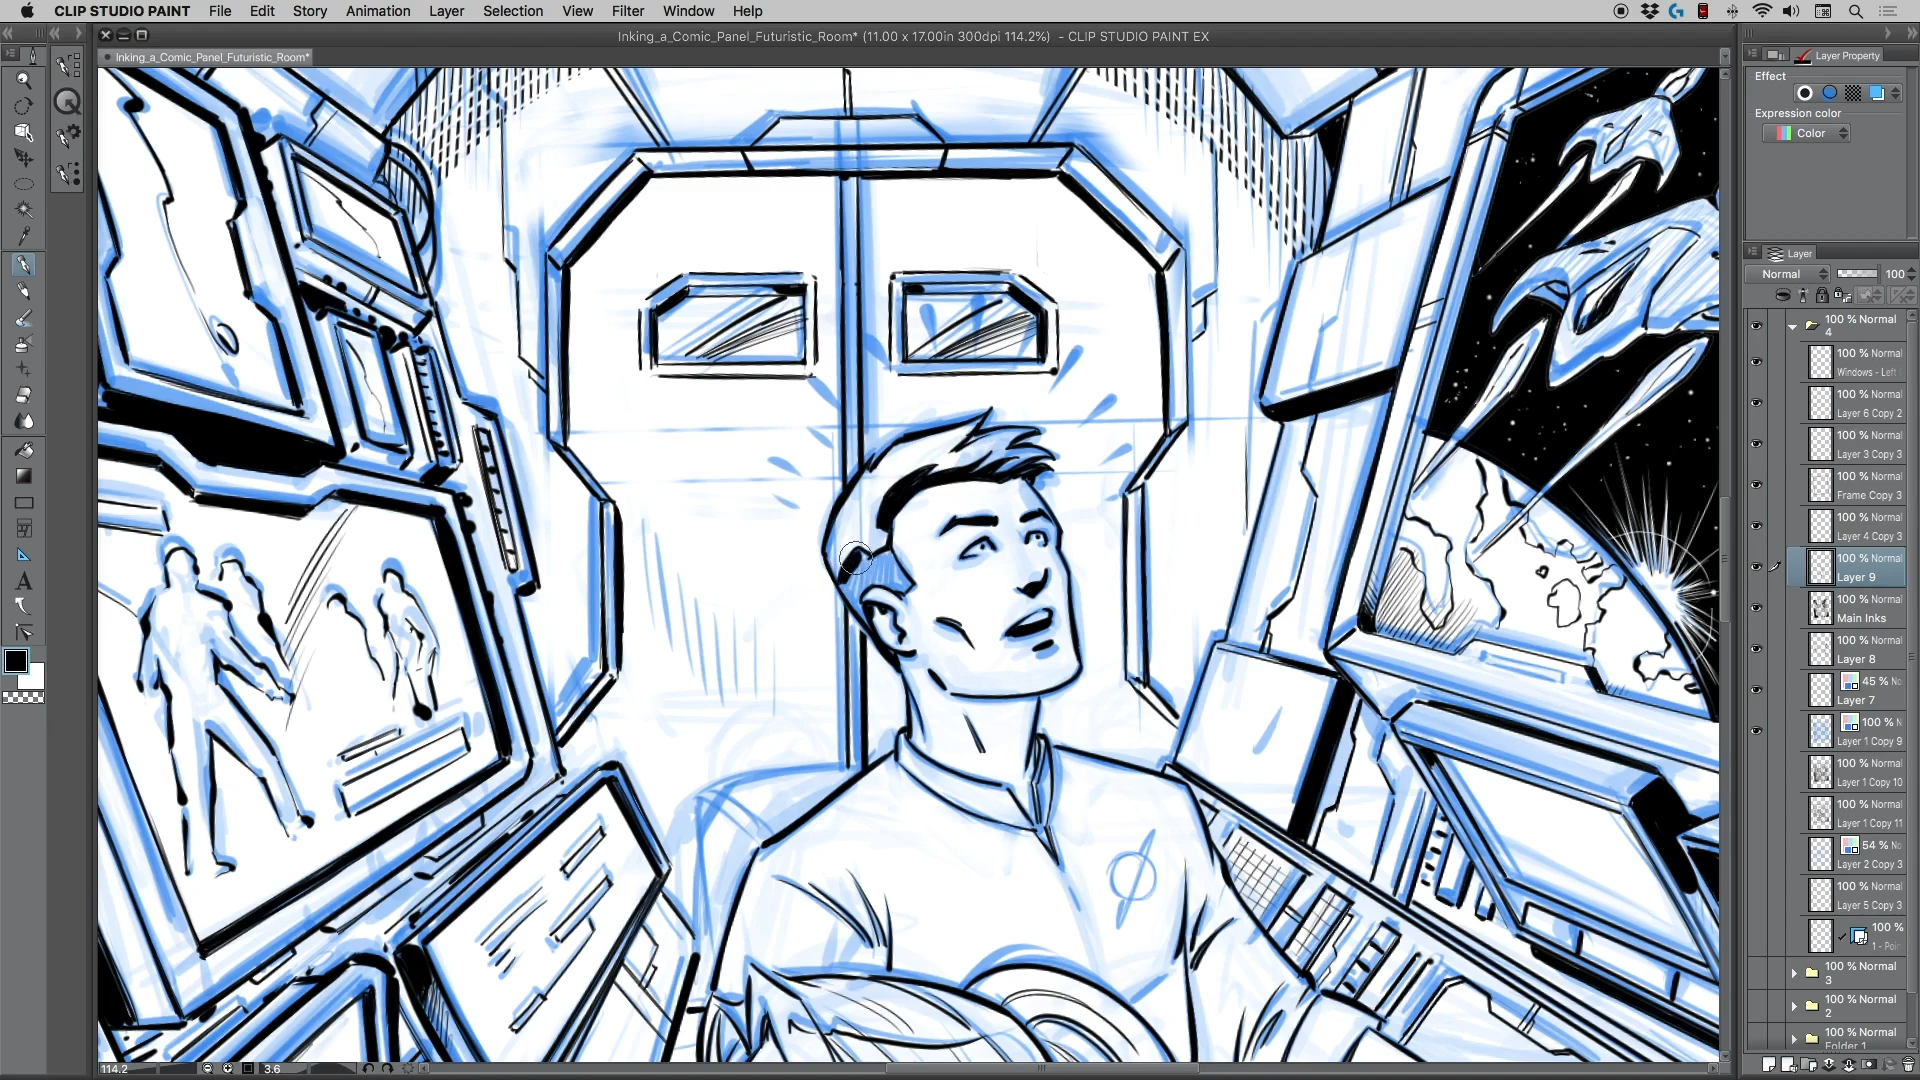 CLIP STUDIO PAINT File Edit Story Animation Layer Selection View Filter Window Help
Inking_a_Comic_Panel_Futuristic_Room* (11.00 x 17.00in 300dpi 114.2%) - CLIP STUDIO PAINT EX
Inking_a_Comic_Panel_Futuristic_Room*
Layer Property
Effect
Expression color
Color
Layer
Normal 100
100 % Normal
4
100 % Normal
Windows - Left
100 % Normal
Layer 6 Copy 2
100 % Normal
Layer 3 Copy 3
100 % Normal
Frame Copy 3
100 % Normal
Layer 4 Copy 3
100 % Normal
Layer 9
100 % Normal
Main Inks
100 % Normal
Layer 8
45 % No
Layer 7
100 % N
Layer 1 Copy 9
100 % Normal
Layer 1 Copy 10
100 % Normal
Layer 1 Copy 11
54 % No
Layer 2 Copy 3
100 % Normal
Layer 5 Copy 3
100 %
100 % Normal
3
100 % Normal
2
100 % Normal
Folder 1
114.2 3.6